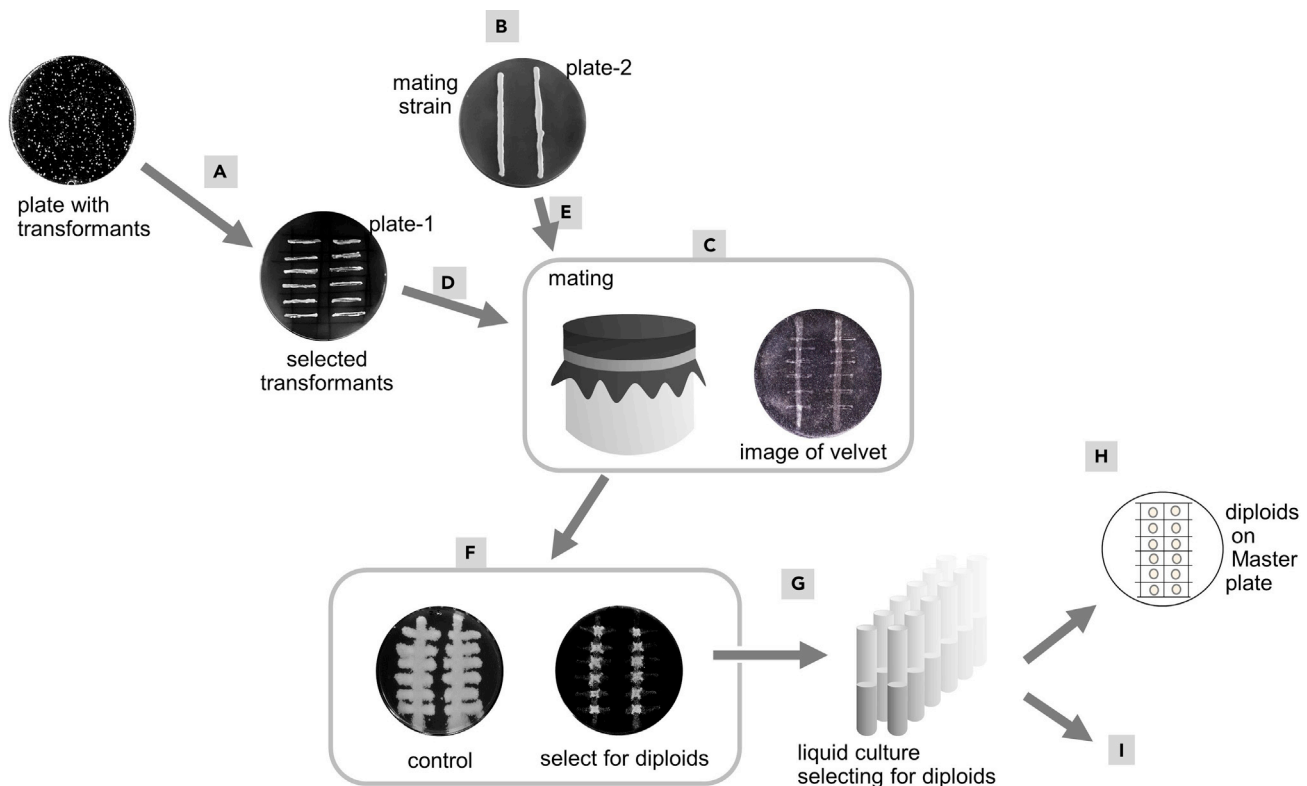 B
plate-2
mating
strain
A
plate with
transformants
plate-1
E
C
D
mating
selected
transformants
image of velvet
H
diploids
on
Master
plate
F
G
control
select for diploids
liquid culture
selecting for diploids
I